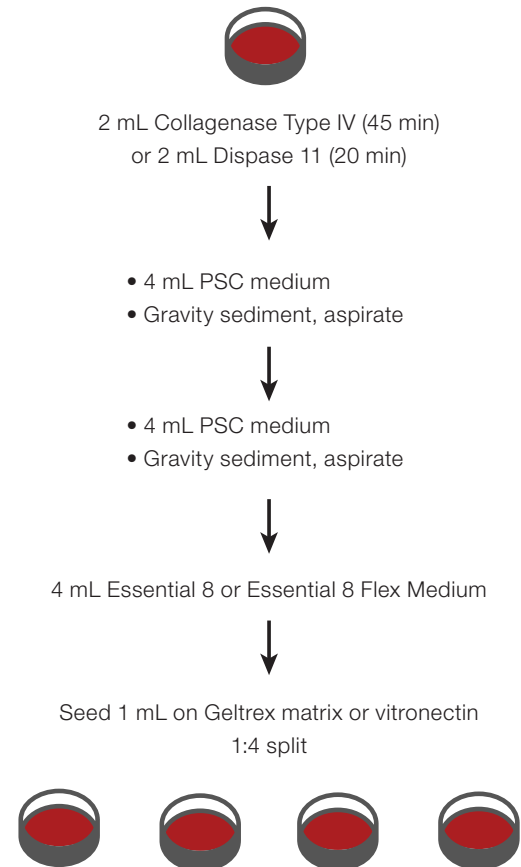 2 mL Collagenase Type IV (45 min)
or 2 mL Dispase 11 (20 min)
• 4 mL PSC medium
• Gravity sediment, aspirate
• 4 mL PSC medium
• Gravity sediment, aspirate
4 mL Essential 8 or Essential 8 Flex Medium
Seed 1 mL on Geltrex matrix or vitronectin
1:4 split